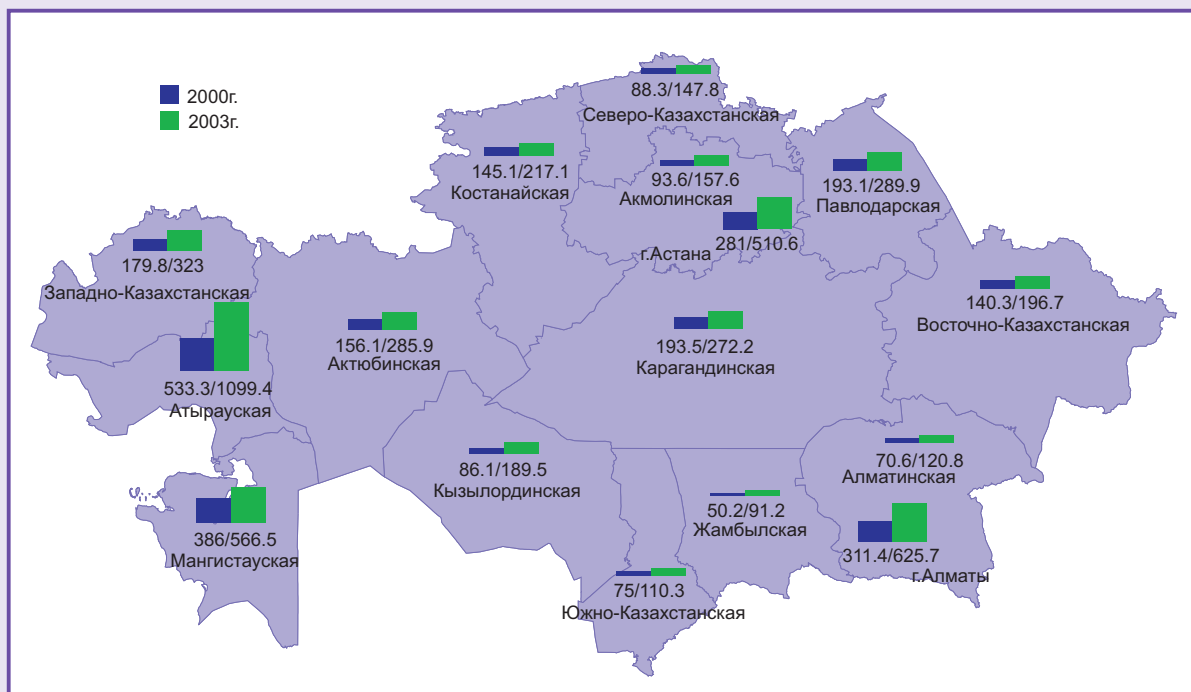 2000г.
2003г.
88.3/147.8
Северо-Казахстанская
145.1/217.1
Костанайская
93.6/157.6
Акмолинская
193.1/289.9
Павлодарская
281/510.6
г.Астана
179.8/323
Западно-Казахстанская
140.3/196.7
Восточно-Казахстанская
156.1/285.9
Актюбинская
193.5/272.2
Карагандинская
533.3/1099.4
Атырауская
86.1/189.5
Кызылординская
70.6/120.8
Алматинская
50.2/91.2
Жамбылская
386/566.5
Мангистауская
311.4/625.7
г.Алматы
75/110.3
Южно-Казахстанская